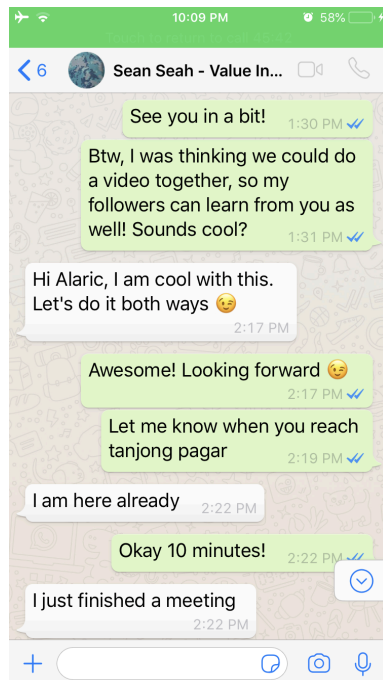 10:09 PM
58%
Touch to return to call 45:42
6
Sean Seah - Value In...
See you in a bit!
1:30 PM
Btw, I was thinking we could do
a video together, so my
followers can learn from you as
well! Sounds cool?
1:31 PM
Hi Alaric, I am cool with this.
Let's do it both ways
2:17 PM
Awesome! Looking forward
2:17 PM
Let me know when you reach
tanjong pagar
2:19 PM
I am here already
2:22 PM
Okay 10 minutes!
2:22 PM
I just finished a meeting
2:22 PM